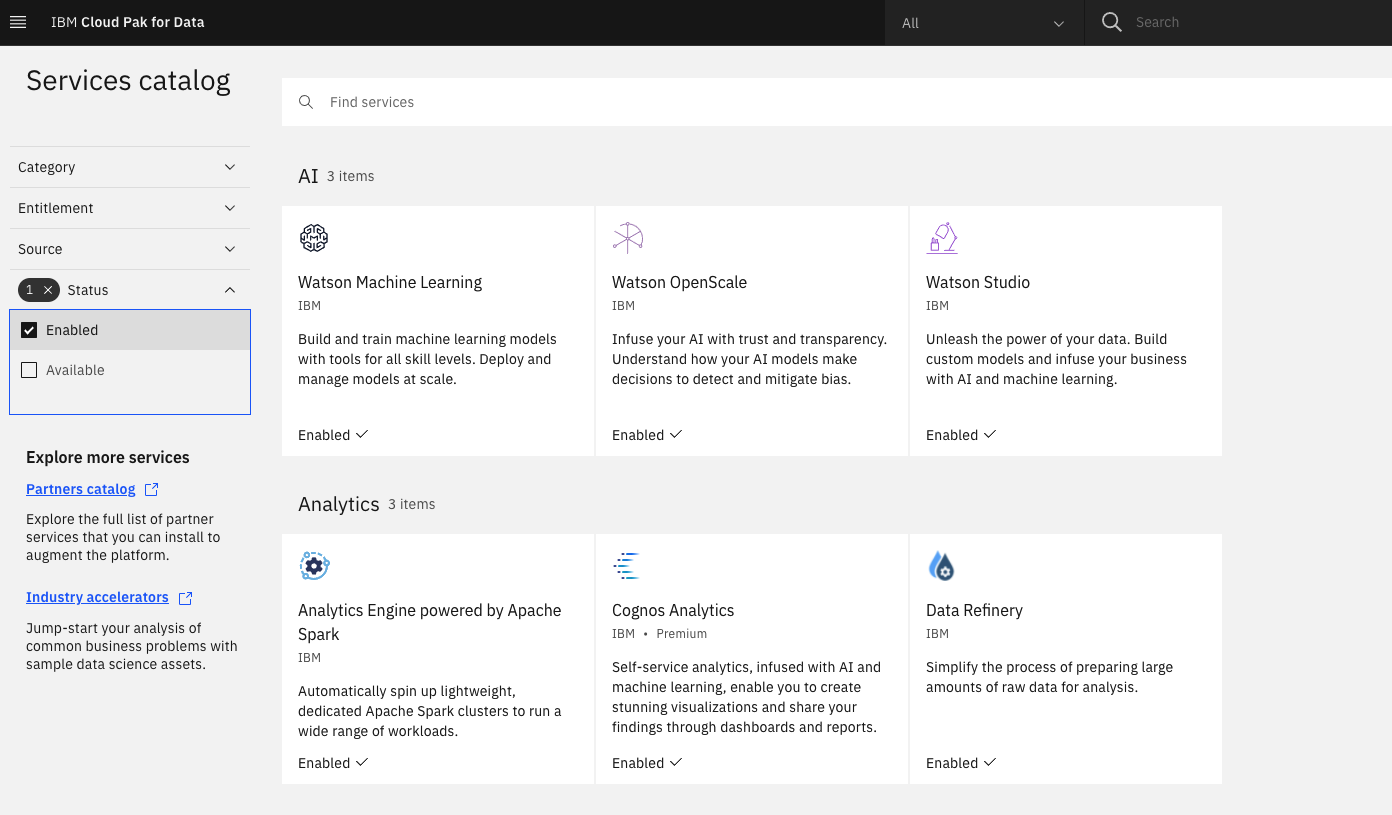 IBM Cloud Pak for Data
All
Search
Services catalog
Find services
Category
Entitlement
Source
1 Status
Enabled
Available
Explore more services
Partners catalog
Explore the full list of partner
services that you can install to
augment the platform.
Industry accelerators
Jump-start your analysis of
common business problems with
sample data science assets.
AI 3 items
Watson Machine Learning
IBM
Build and train machine learning models
with tools for all skill levels. Deploy and
manage models at scale.
Enabled
Watson OpenScale
IBM
Infuse your AI with trust and transparency.
Understand how your AI models make
decisions to detect and mitigate bias.
Enabled
Watson Studio
IBM
Unleash the power of your data. Build
custom models and infuse your business
with AI and machine learning.
Enabled
Analytics 3 items
Analytics Engine powered by Apache
Spark
IBM
Automatically spin up lightweight,
dedicated Apache Spark clusters to run a
wide range of workloads.
Enabled
Cognos Analytics
IBM • Premium
Self-service analytics, infused with AI and
machine learning, enable you to create
stunning visualizations and share your
findings through dashboards and reports.
Enabled
Data Refinery
IBM
Simplify the process of preparing large
amounts of raw data for analysis.
Enabled